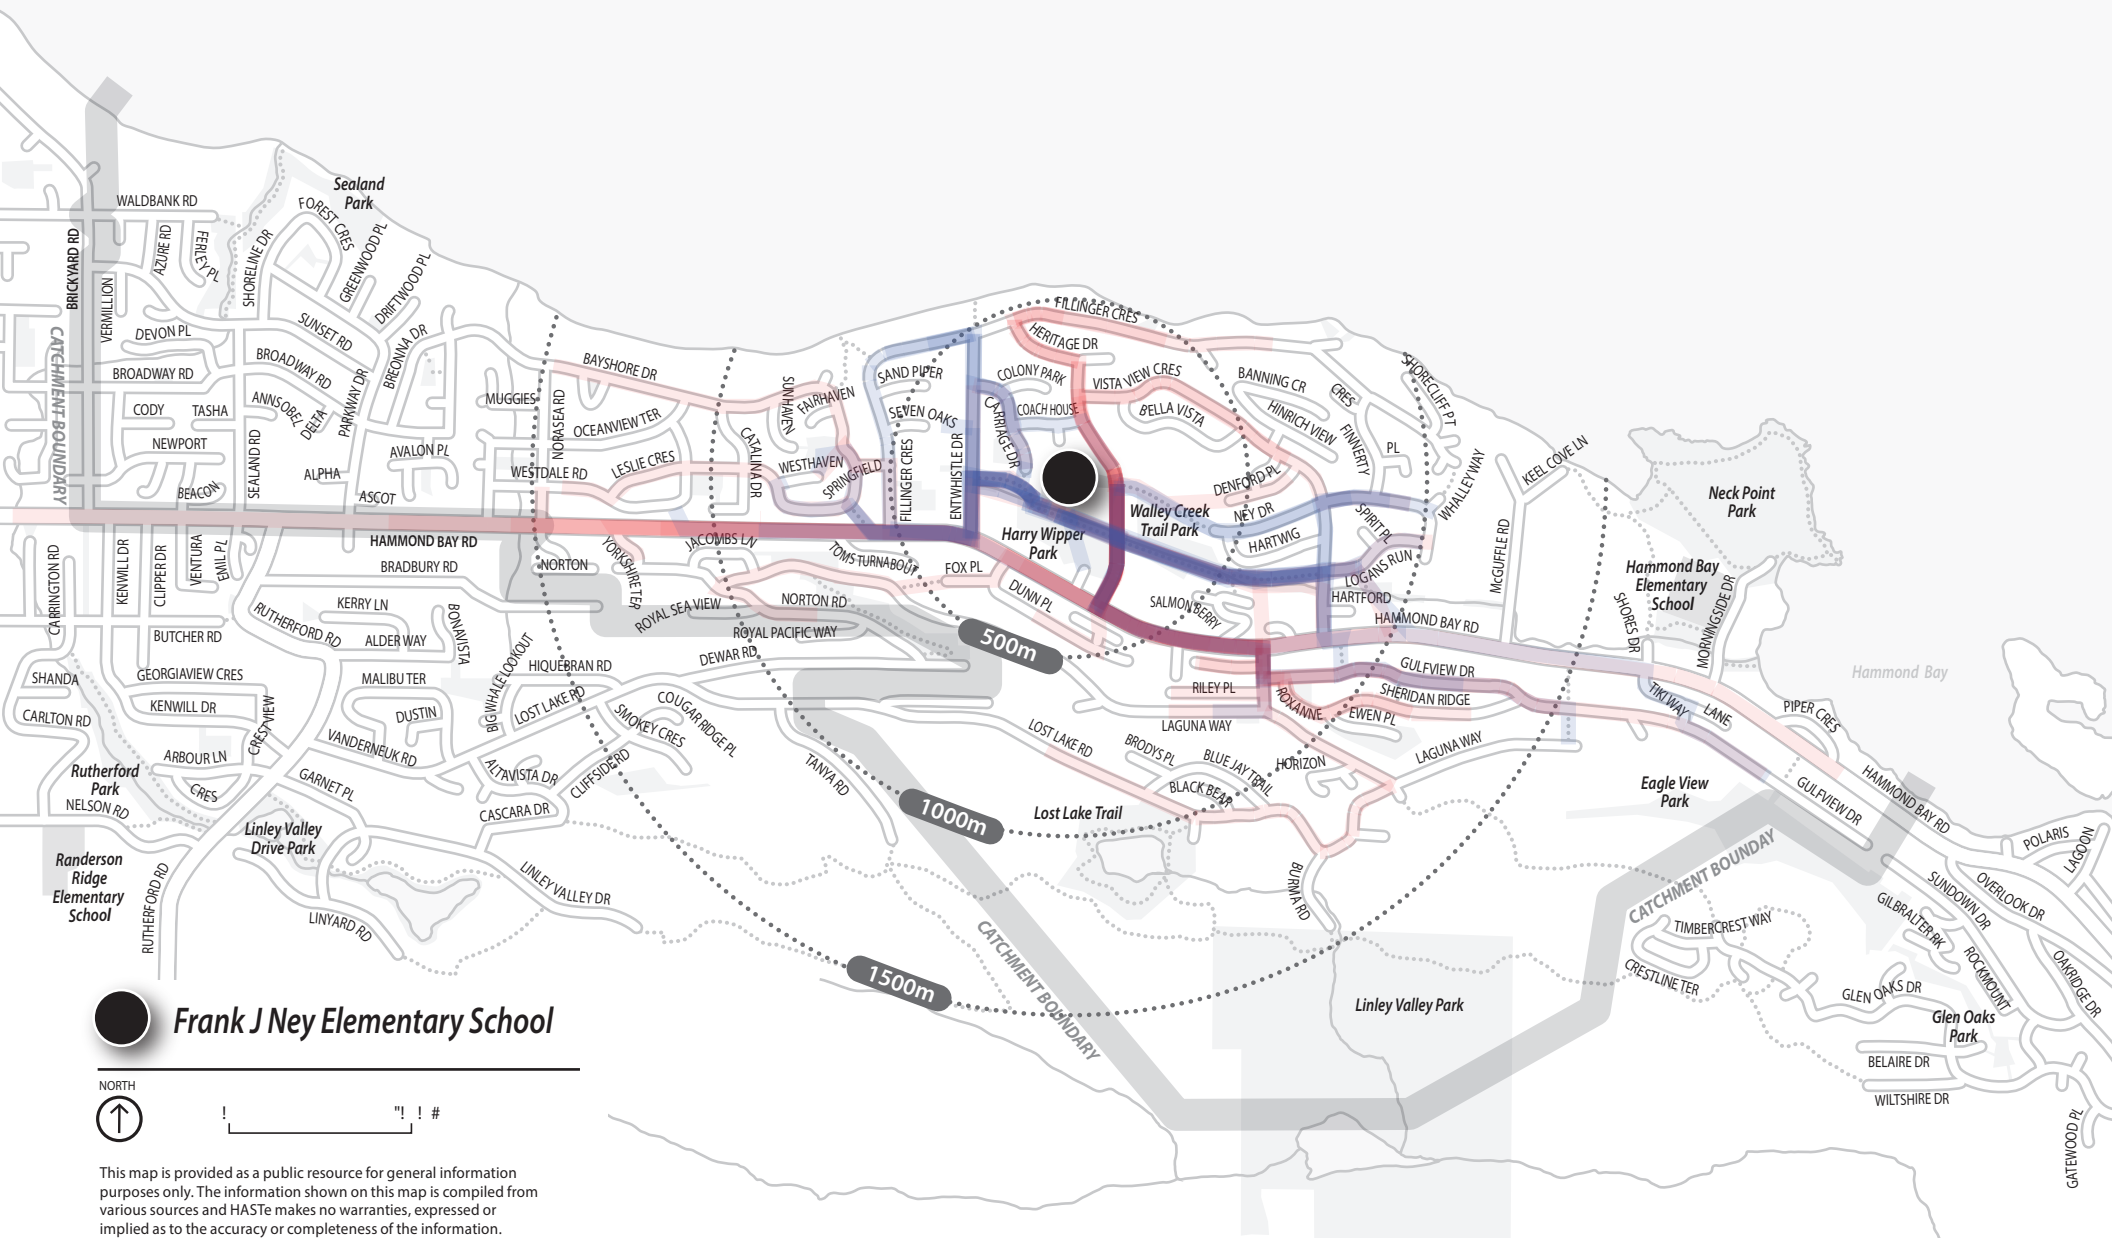 Sealand
Park
WALDBANK RD
FOREST CRES
BRICKYARD RD
AZURE RD
FERLEY PL
SHORELINE DR
GREENWOOD PL
DRIFTWOOD PL
VERMILLION
DEVON PL
SUNSET RD
BREONNA DR
BROADWAY RD
BROADWAY RD
PARKWAY DR
CATCHMENT BOUNDARY
CODY
TASHA
ANNSOBEL
DELTA
NEWPORT
SEALAND RD
ALPHA
AVALON PL
BEACON
ASCOT
HAMMOND BAY RD
MUGGIES
NORASEA RD
BAYSHORE DR
OCEANVIEW TER
WESTDALE RD
LESLIE CRES
CATALINA DR
SUNHAVEN
FAIRHAVEN
WESTHAVEN
SPRINGFIELD
SAND PIPER
SEVEN OAKS
FILLINGER CRES
ENTWHISTLE DR
CARRIAGE DR
COLONY PARK
COACH HOUSE
HERITAGE DR
FILLINGER CRES
VISTA VIEW CRES
BELLA VISTA
BANNING CR
CRES
HINRICH VIEW
FINNERTY
PL
SHORECLIFF PT
DENFORD PL
NEY DR
HARTWIG
SPIRIT PL
LOGANS RUN
HARTFORD
WHALLEY WAY
KEEL COVE LN
McGUFFLE RD
Neck Point
Park
Walley Creek
Trail Park
Harry Wipper
Park
Hammond Bay
Elementary
School
SHORES DR
MORNINGSIDE DR
Hammond Bay
CARRINGTON RD
KENWILL DR
CLIPPER DR
VENTURA
EMIL PL
BRADBURY RD
NORTON
YORKSHIRE TER
JACOMBS LN
TOMS TURNABOUT
FOX PL
DUNN PL
SALMONBERRY
HAMMOND BAY RD
KERRY LN
RUTHERFORD RD
ALDER WAY
BONAVISTA
BUTCHER RD
ROYAL SEA VIEW
NORTON RD
ROYAL PACIFIC WAY
500m
DEWAR RD
HIQUEBRAN RD
BIG WHALE LOOKOUT
LOST LAKE RD
GEORGIAVIEW CRES
SHANDA
KENWILL DR
CARLTON RD
CRESTVIEW
MALIBU TER
DUSTIN
VANDERNEUK RD
ARBOUR LN
CRES
Rutherford
Park
NELSON RD
GARNET PL
Linley Valley
Drive Park
ALTAVISTA DR
CASCARA DR
CLIFFSIDE RD
SMOKEY CRES
COUGAR RIDGE PL
TANYA RD
1000m
LOST LAKE RD
BRODYS PL
BLUE JAY TRAIL
BLACK BEAR
HORIZON
Lost Lake Trail
RILEY PL
LAGUNA WAY
ROXANNE
EWEN PL
GULFVIEW DR
SHERIDAN RIDGE
LAGUNA WAY
TIKI WAY
LANE
PIPER CRES
HAMMOND BAY RD
GULFVIEW DR
Eagle View
Park
CATCHMENT BOUNDAY
POLARIS
LAGOON
OVERLOOK DR
SUNDOWN DR
GILBRALTER RK
ROCKMOUNT
OAKRIDGE DR
TIMBERCREST WAY
CRESTLINE TER
GLEN OAKS DR
Glen Oaks
Park
BELAIRE DR
WILTSHIRE DR
GATEWOOD PL
Randerson
Ridge
Elementary
School
RUTHERFORD RD
LINYARD RD
LINLEY VALLEY DR
1500m
CATCHMENT BOUNDARY
BURMA RD
Linley Valley Park
Frank J Ney Elementary School
NORTH
! "! ! #
This map is provided as a public resource for general information
purposes only. The information shown on this map is compiled from
various sources and HASTe makes no warranties, expressed or
implied as to the accuracy or completeness of the information.